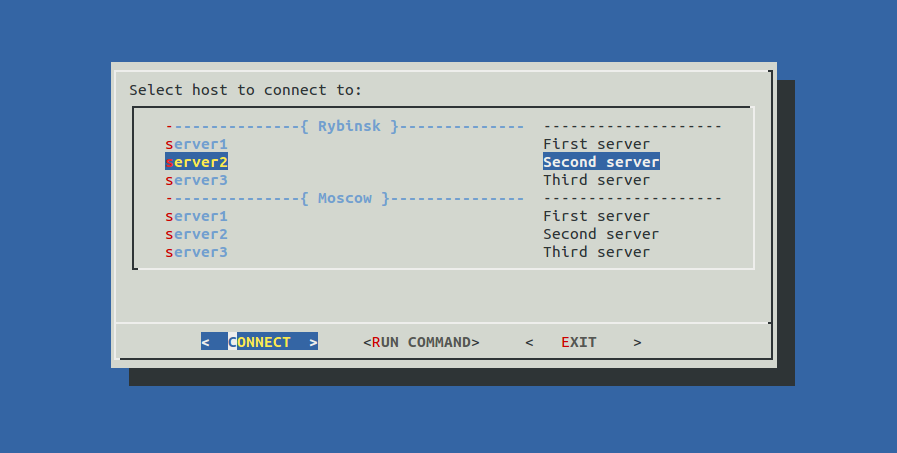 Select host to connect to:
---------------{ Rybinsk }-------------- --------------------
server1 First server
server2 Second server
server3 Third server
---------------{ Moscow }--------------- --------------------
server1 First server
server2 Second server
server3 Third server
< CONNECT > <RUN COMMAND> < EXIT >